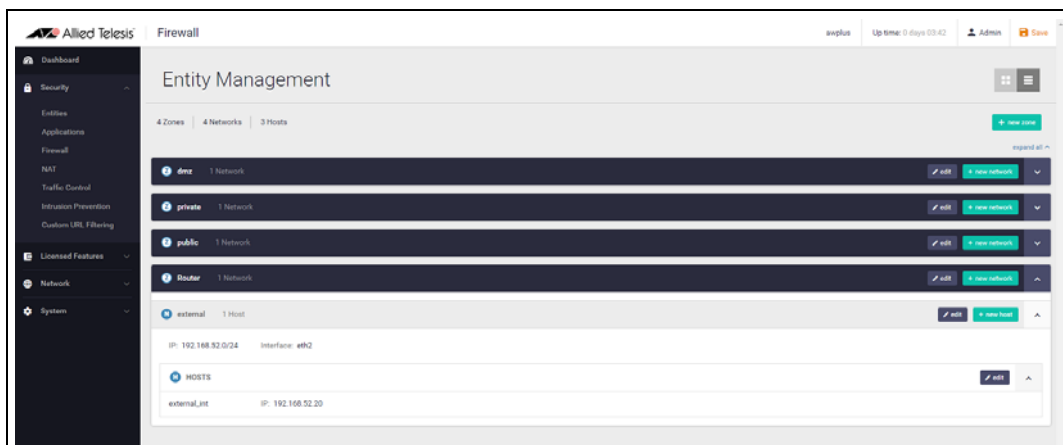 Allied Telesis
Firewall
awplus
Up time: 0 days 03:42
Admin
Save
Dashboard
Security
Entities
Applications
Firewall
NAT
Traffic Control
Intrusion Prevention
Custom URL Filtering
Licensed Features
Network
System
Entity Management
4 Zones 4 Networks 3 Hosts
+ new zone
expand all
Z dmz 1 Network edit + new network
Z private 1 Network edit + new network
Z public 1 Network edit + new network
Z Router 1 Network edit + new network
N external 1 Host edit + new host
IP: 192.168.52.0/24 Interface: eth2
H HOSTS edit
external_int IP: 192.168.52.20